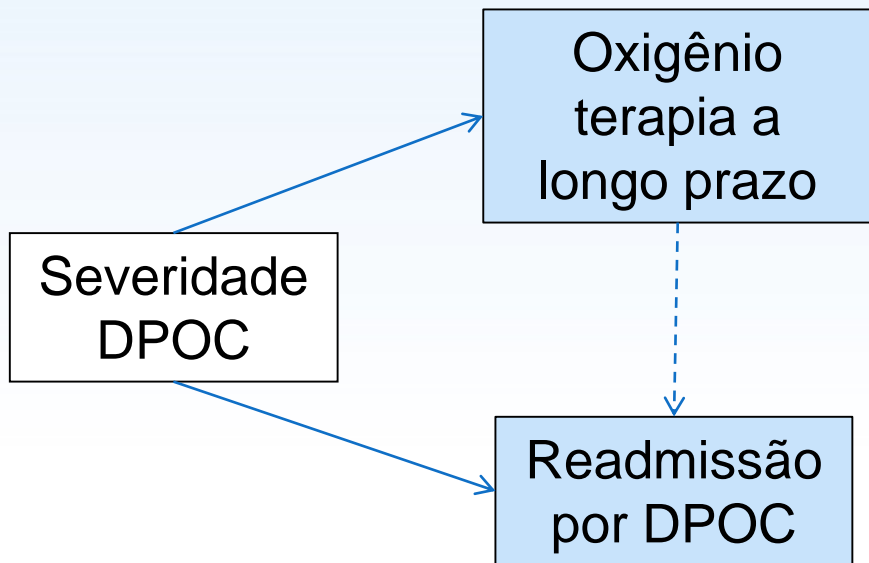 Oxigênio
terapia a
longo prazo
Severidade
DPOC
Readmissão
por DPOC